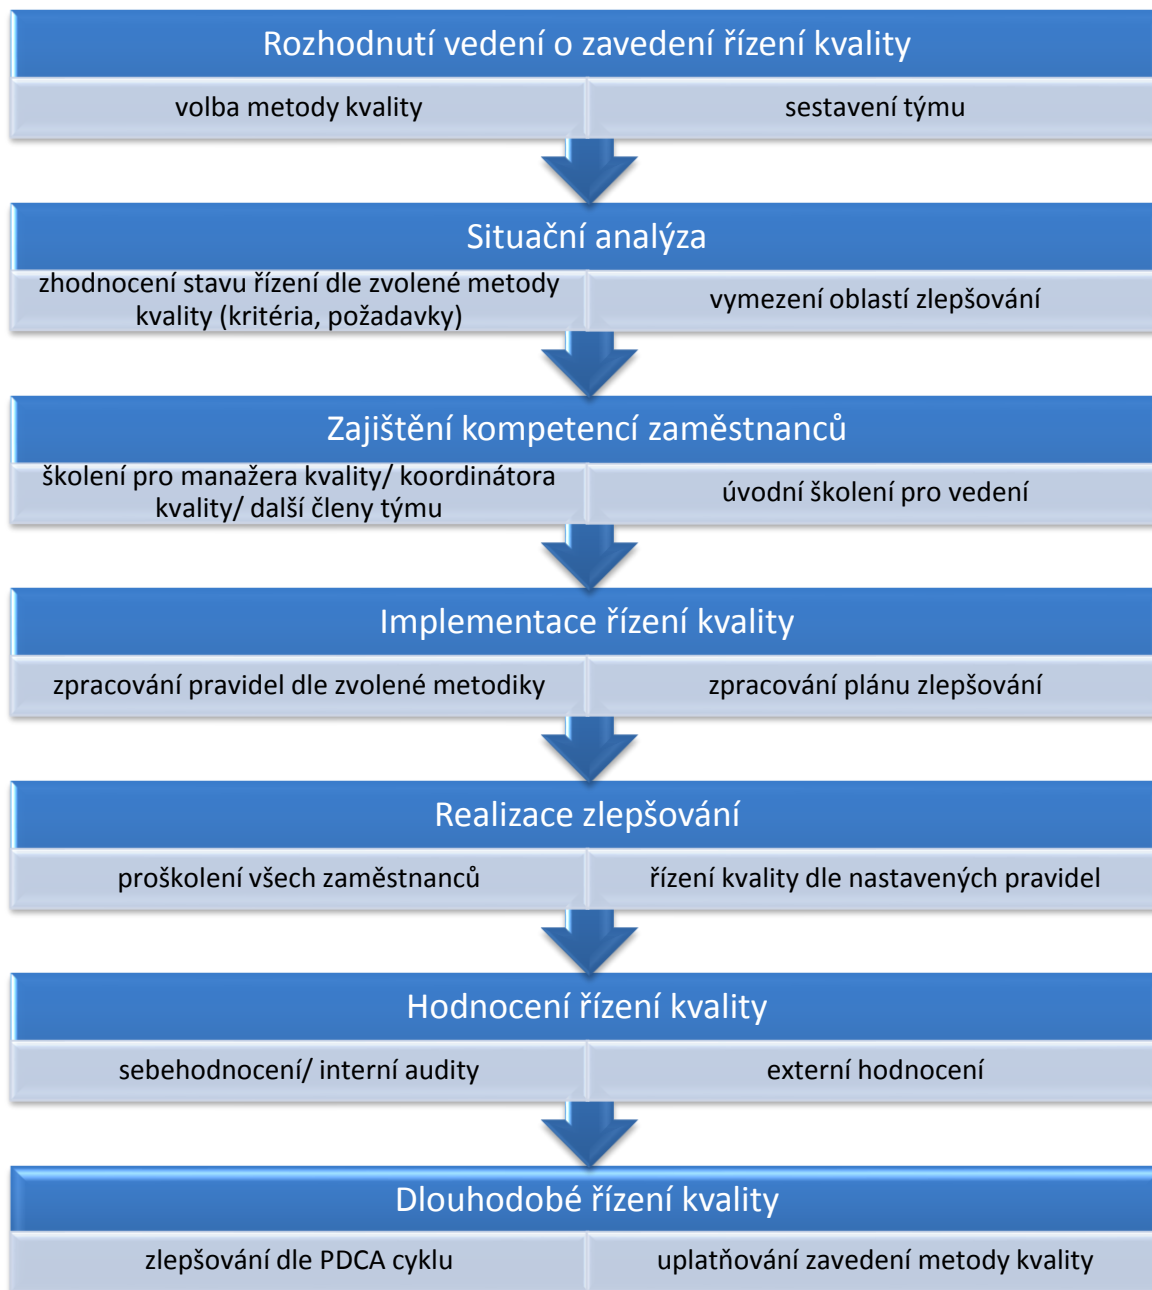 Rozhodnutí vedení o zavedení řízení kvality
volba metody kvality
sestavení týmu
Situační analýza
zhodnocení stavu řízení dle zvolené metody
kvality (kritéria, požadavky)
vymezení oblastí zlepšování
Zajištění kompetencí zaměstnanců
školení pro manažera kvality/ koordinátora
kvality/ další členy týmu
úvodní školení pro vedení
Implementace řízení kvality
zpracování pravidel dle zvolené metodiky
zpracování plánu zlepšování
Realizace zlepšování
proškolení všech zaměstnanců
řízení kvality dle nastavených pravidel
Hodnocení řízení kvality
sebehodnocení/ interní audity
externí hodnocení
Dlouhodobé řízení kvality
zlepšování dle PDCA cyklu
uplatňování zavedení metody kvality